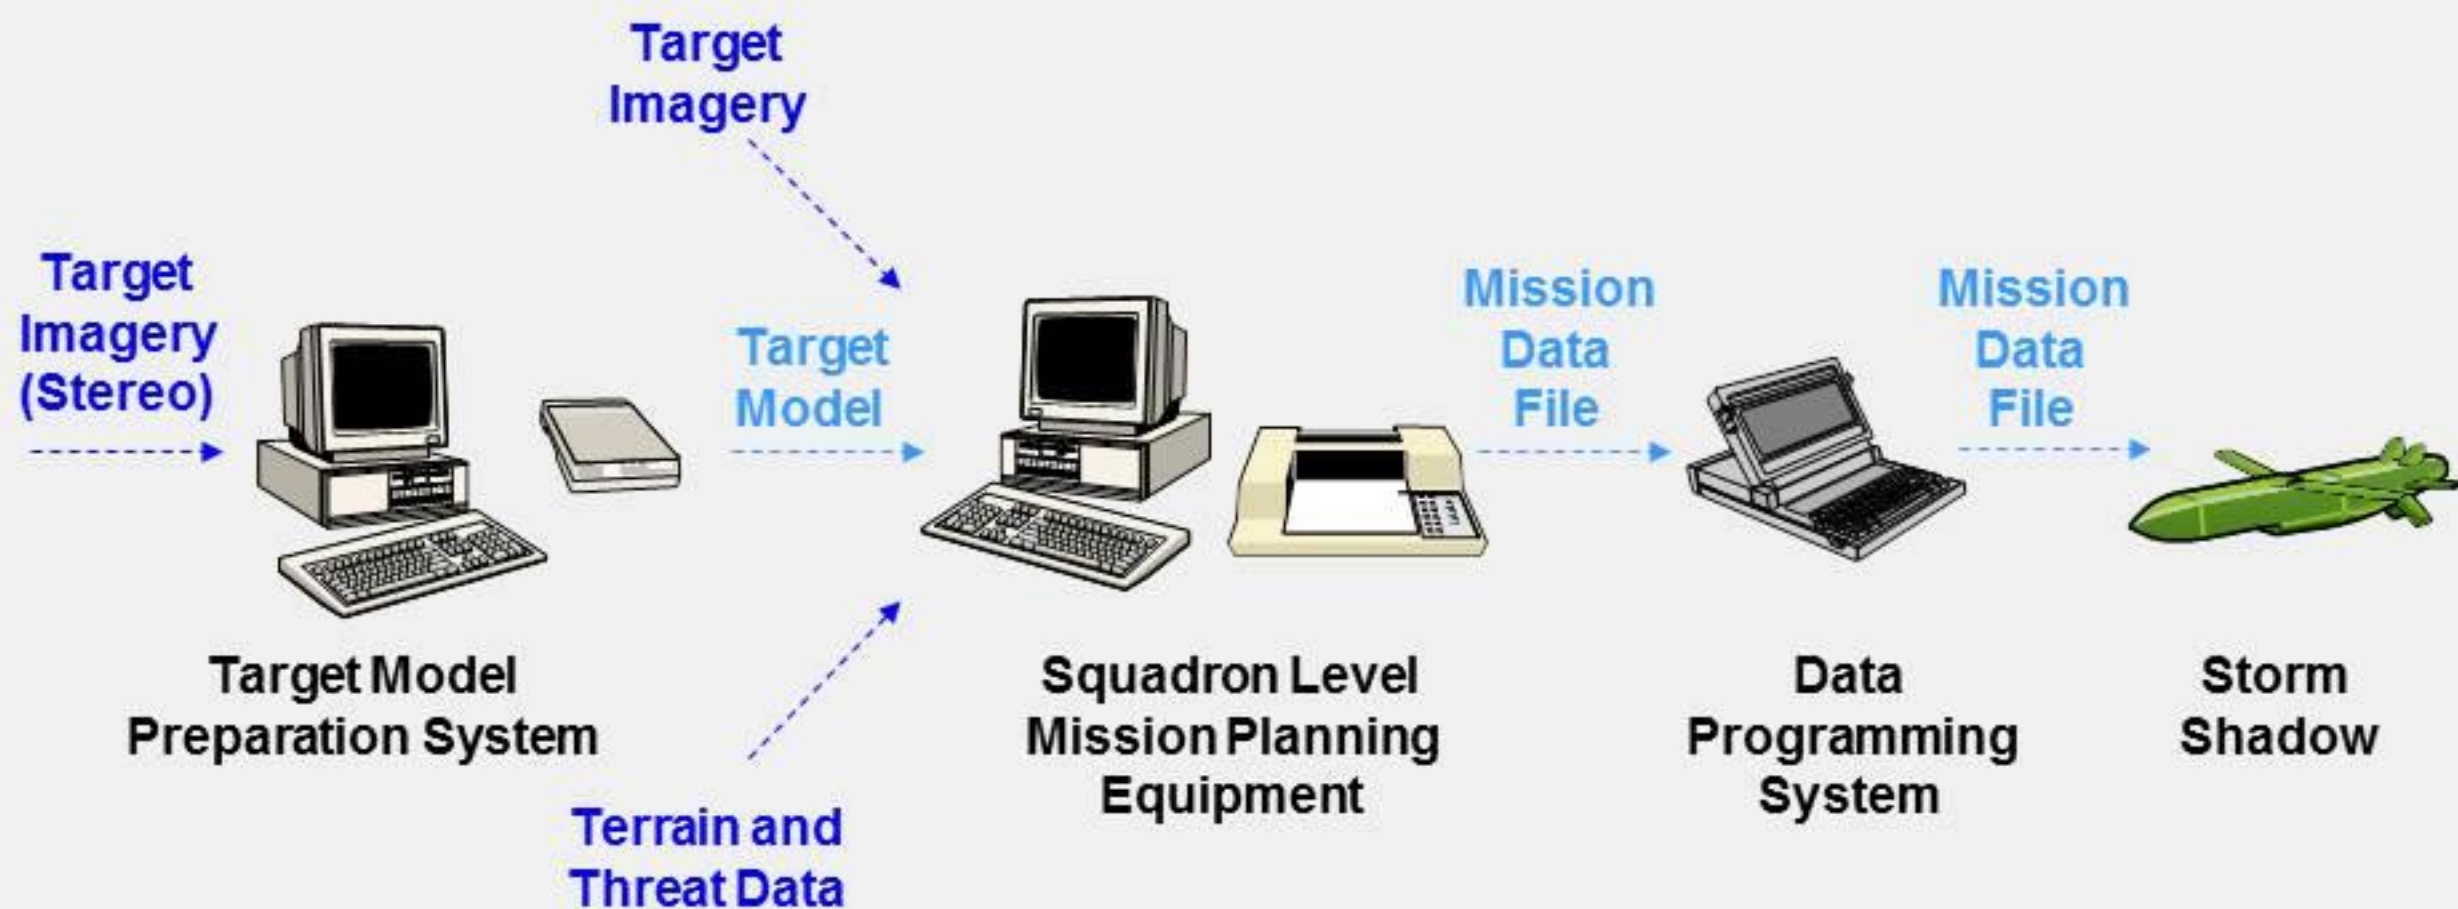 Target
Imagery
Target
Imagery
(Stereo)
Target
Model
Mission
Data
File
Mission
Data
File
Target Model
Preparation System
Squadron Level
Mission Planning
Equipment
Data
Programming
System
Storm
Shadow
Terrain and
Threat Data